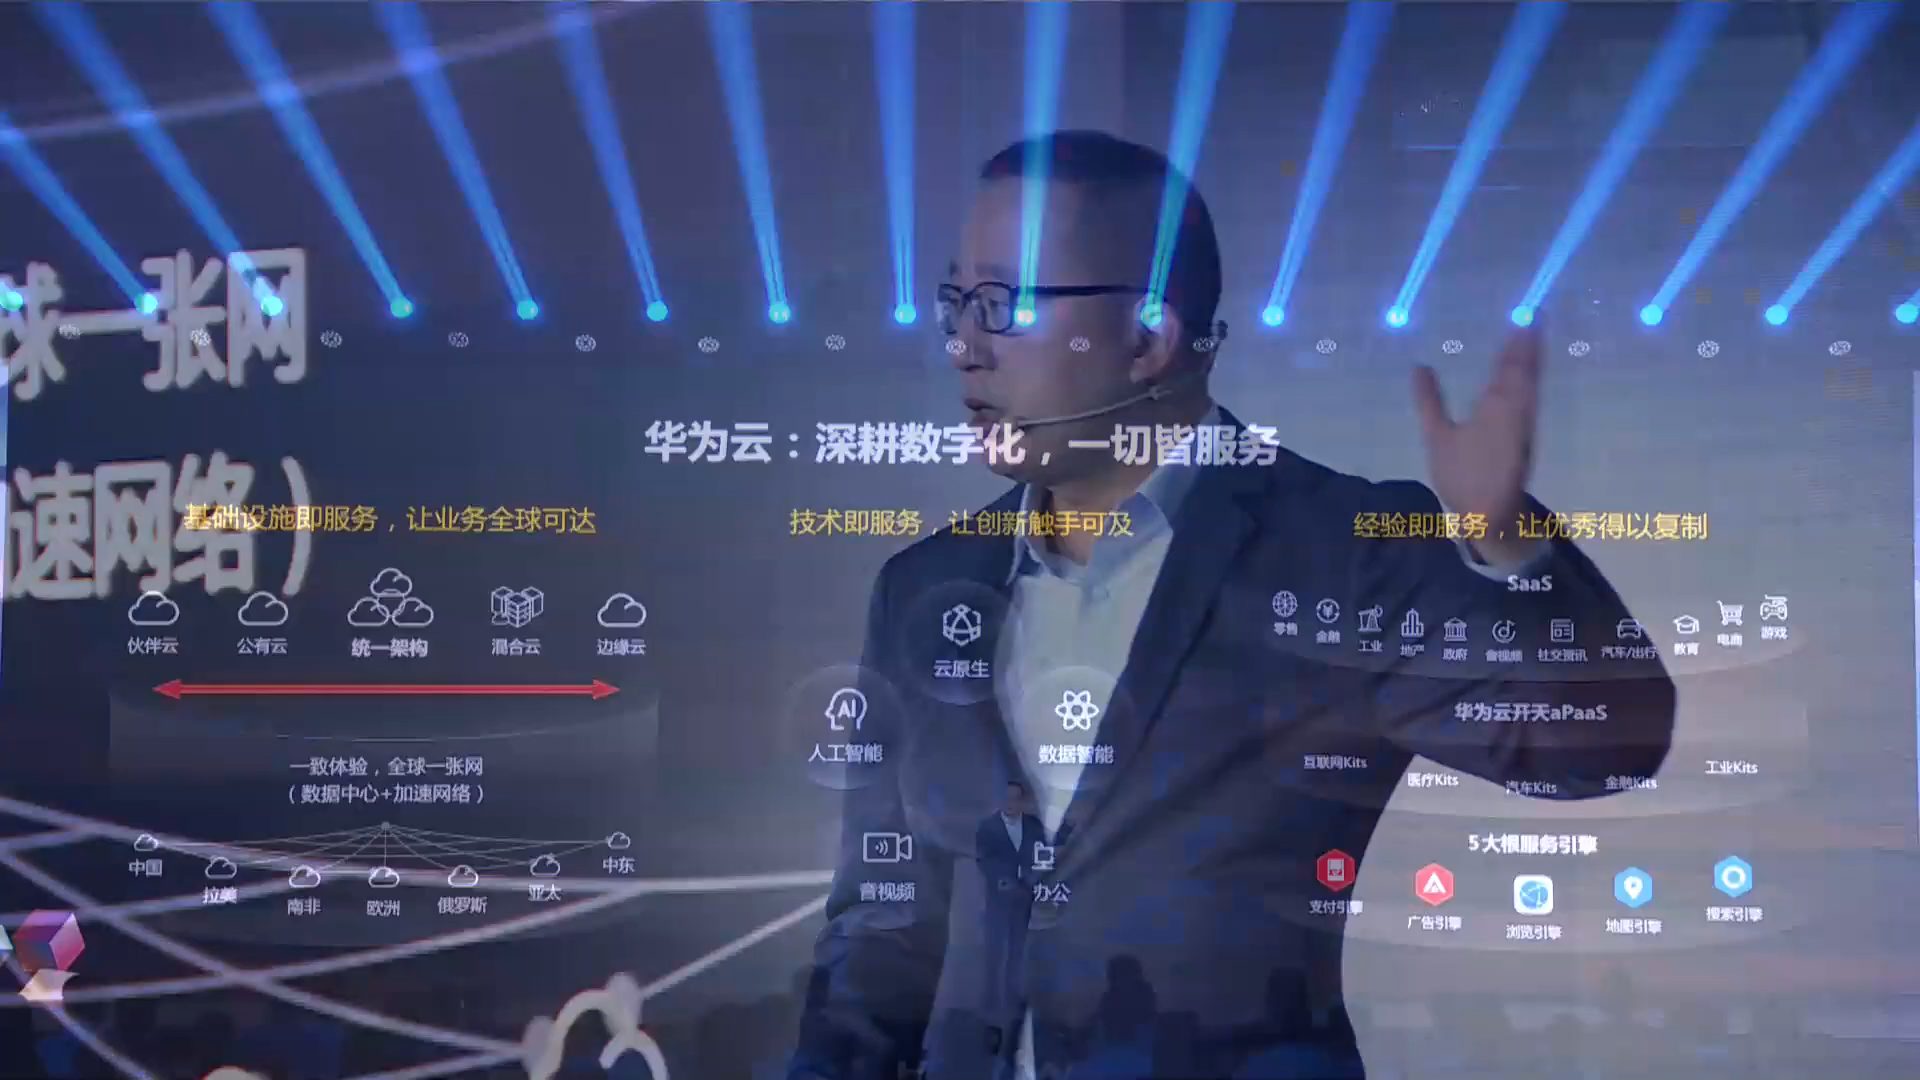 球一张网
速网络）
华为云：深耕数字化，一切皆服务
基础设施即服务，让业务全球可达
伙伴云
公有云
统一架构
混合云
边缘云
一致体验，全球一张网
（数据中心+加速网络）
中国
拉美
南非
欧洲
俄罗斯
亚太
中东
技术即服务，让创新触手可及
云原生
AI
人工智能
数据智能
音视频
办公
经验即服务，让优秀得以复制
SaaS
零售
金融
工业
地产
政府
音视频
社交资讯
汽车/出行
教育
电商
游戏
华为云开天aPaaS
互联网Kits
医疗Kits
汽车Kits
金融Kits
工业Kits
5大根服务引擎
支付引擎
广告引擎
浏览引擎
地图引擎
搜索引擎